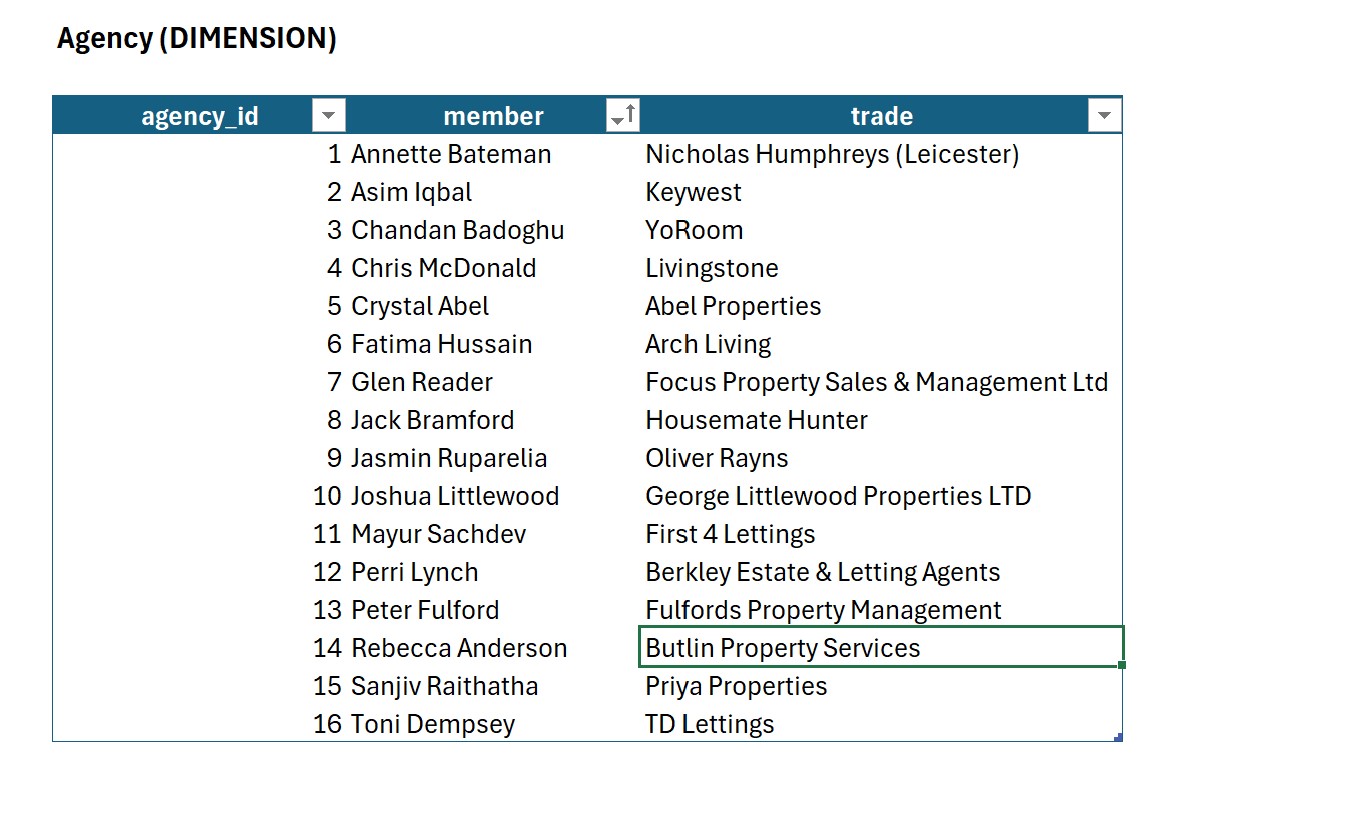 Agency (DIMENSION)
agency_id member trade
1 Annette Bateman Nicholas Humphreys (Leicester)
2 Asim Iqbal Keywest
3 Chandan Badoghu YoRoom
4 Chris McDonald Livingstone
5 Crystal Abel Abel Properties
6 Fatima Hussain Arch Living
7 Glen Reader Focus Property Sales & Management Ltd
8 Jack Bramford Housemate Hunter
9 Jasmin Ruparelia Oliver Rayns
10 Joshua Littlewood George Littlewood Properties LTD
11 Mayur Sachdev First 4 Lettings
12 Perri Lynch Berkley Estate & Letting Agents
13 Peter Fulford Fulfords Property Management
14 Rebecca Anderson Butlin Property Services
15 Sanjiv Raithatha Priya Properties
16 Toni Dempsey TD Lettings